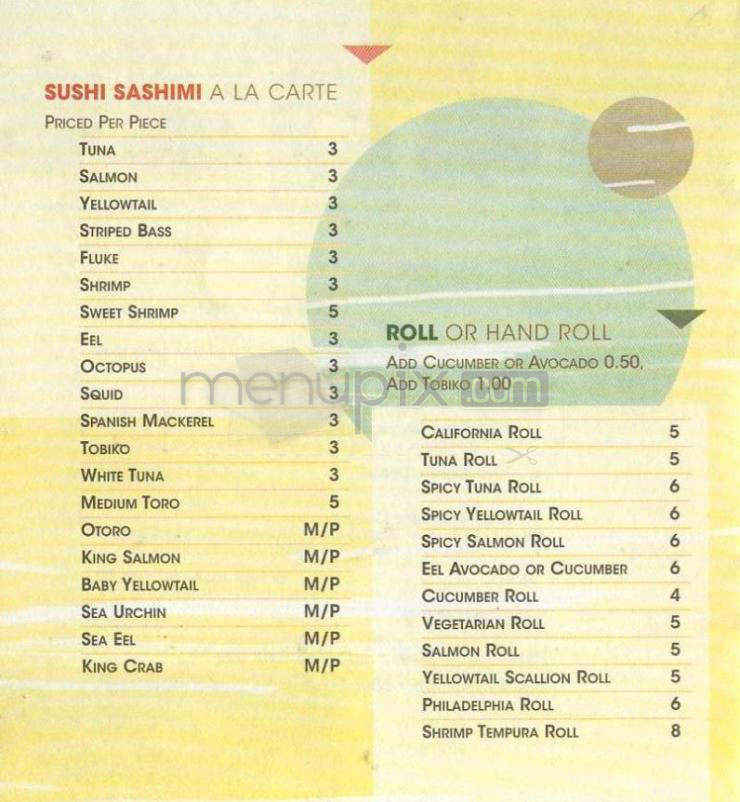 SUSHI SASHIMI A LA CARTE
PRICED PER PIECE
TUNA 3
SALMON 3
YELLOWTAIL 3
STRIPED BASS 3
FLUKE 3
SHRIMP 3
SWEET SHRIMP 5
EEL 3
OCTOPUS 3
SQUID 3
SPANISH MACKEREL 3
TOBIKO 3
WHITE TUNA 3
MEDIUM TORO 5
OTORO M/P
KING SALMON M/P
BABY YELLOWTAIL M/P
SEA URCHIN M/P
SEA EEL M/P
KING CRAB M/P
ROLL OR HAND ROLL
ADD CUCUMBER OR AVOCADO 0.50,
ADD TOBIKO 1.00
CALIFORNIA ROLL 5
TUNA ROLL 5
SPICY TUNA ROLL 6
SPICY YELLOWTAIL ROLL 6
SPICY SALMON ROLL 6
EEL AVOCADO OR CUCUMBER 6
CUCUMBER ROLL 4
VEGETARIAN ROLL 5
SALMON ROLL 5
YELLOWTAIL SCALLION ROLL 5
PHILADELPHIA ROLL 6
SHRIMP TEMPURA ROLL 8
menupix.com